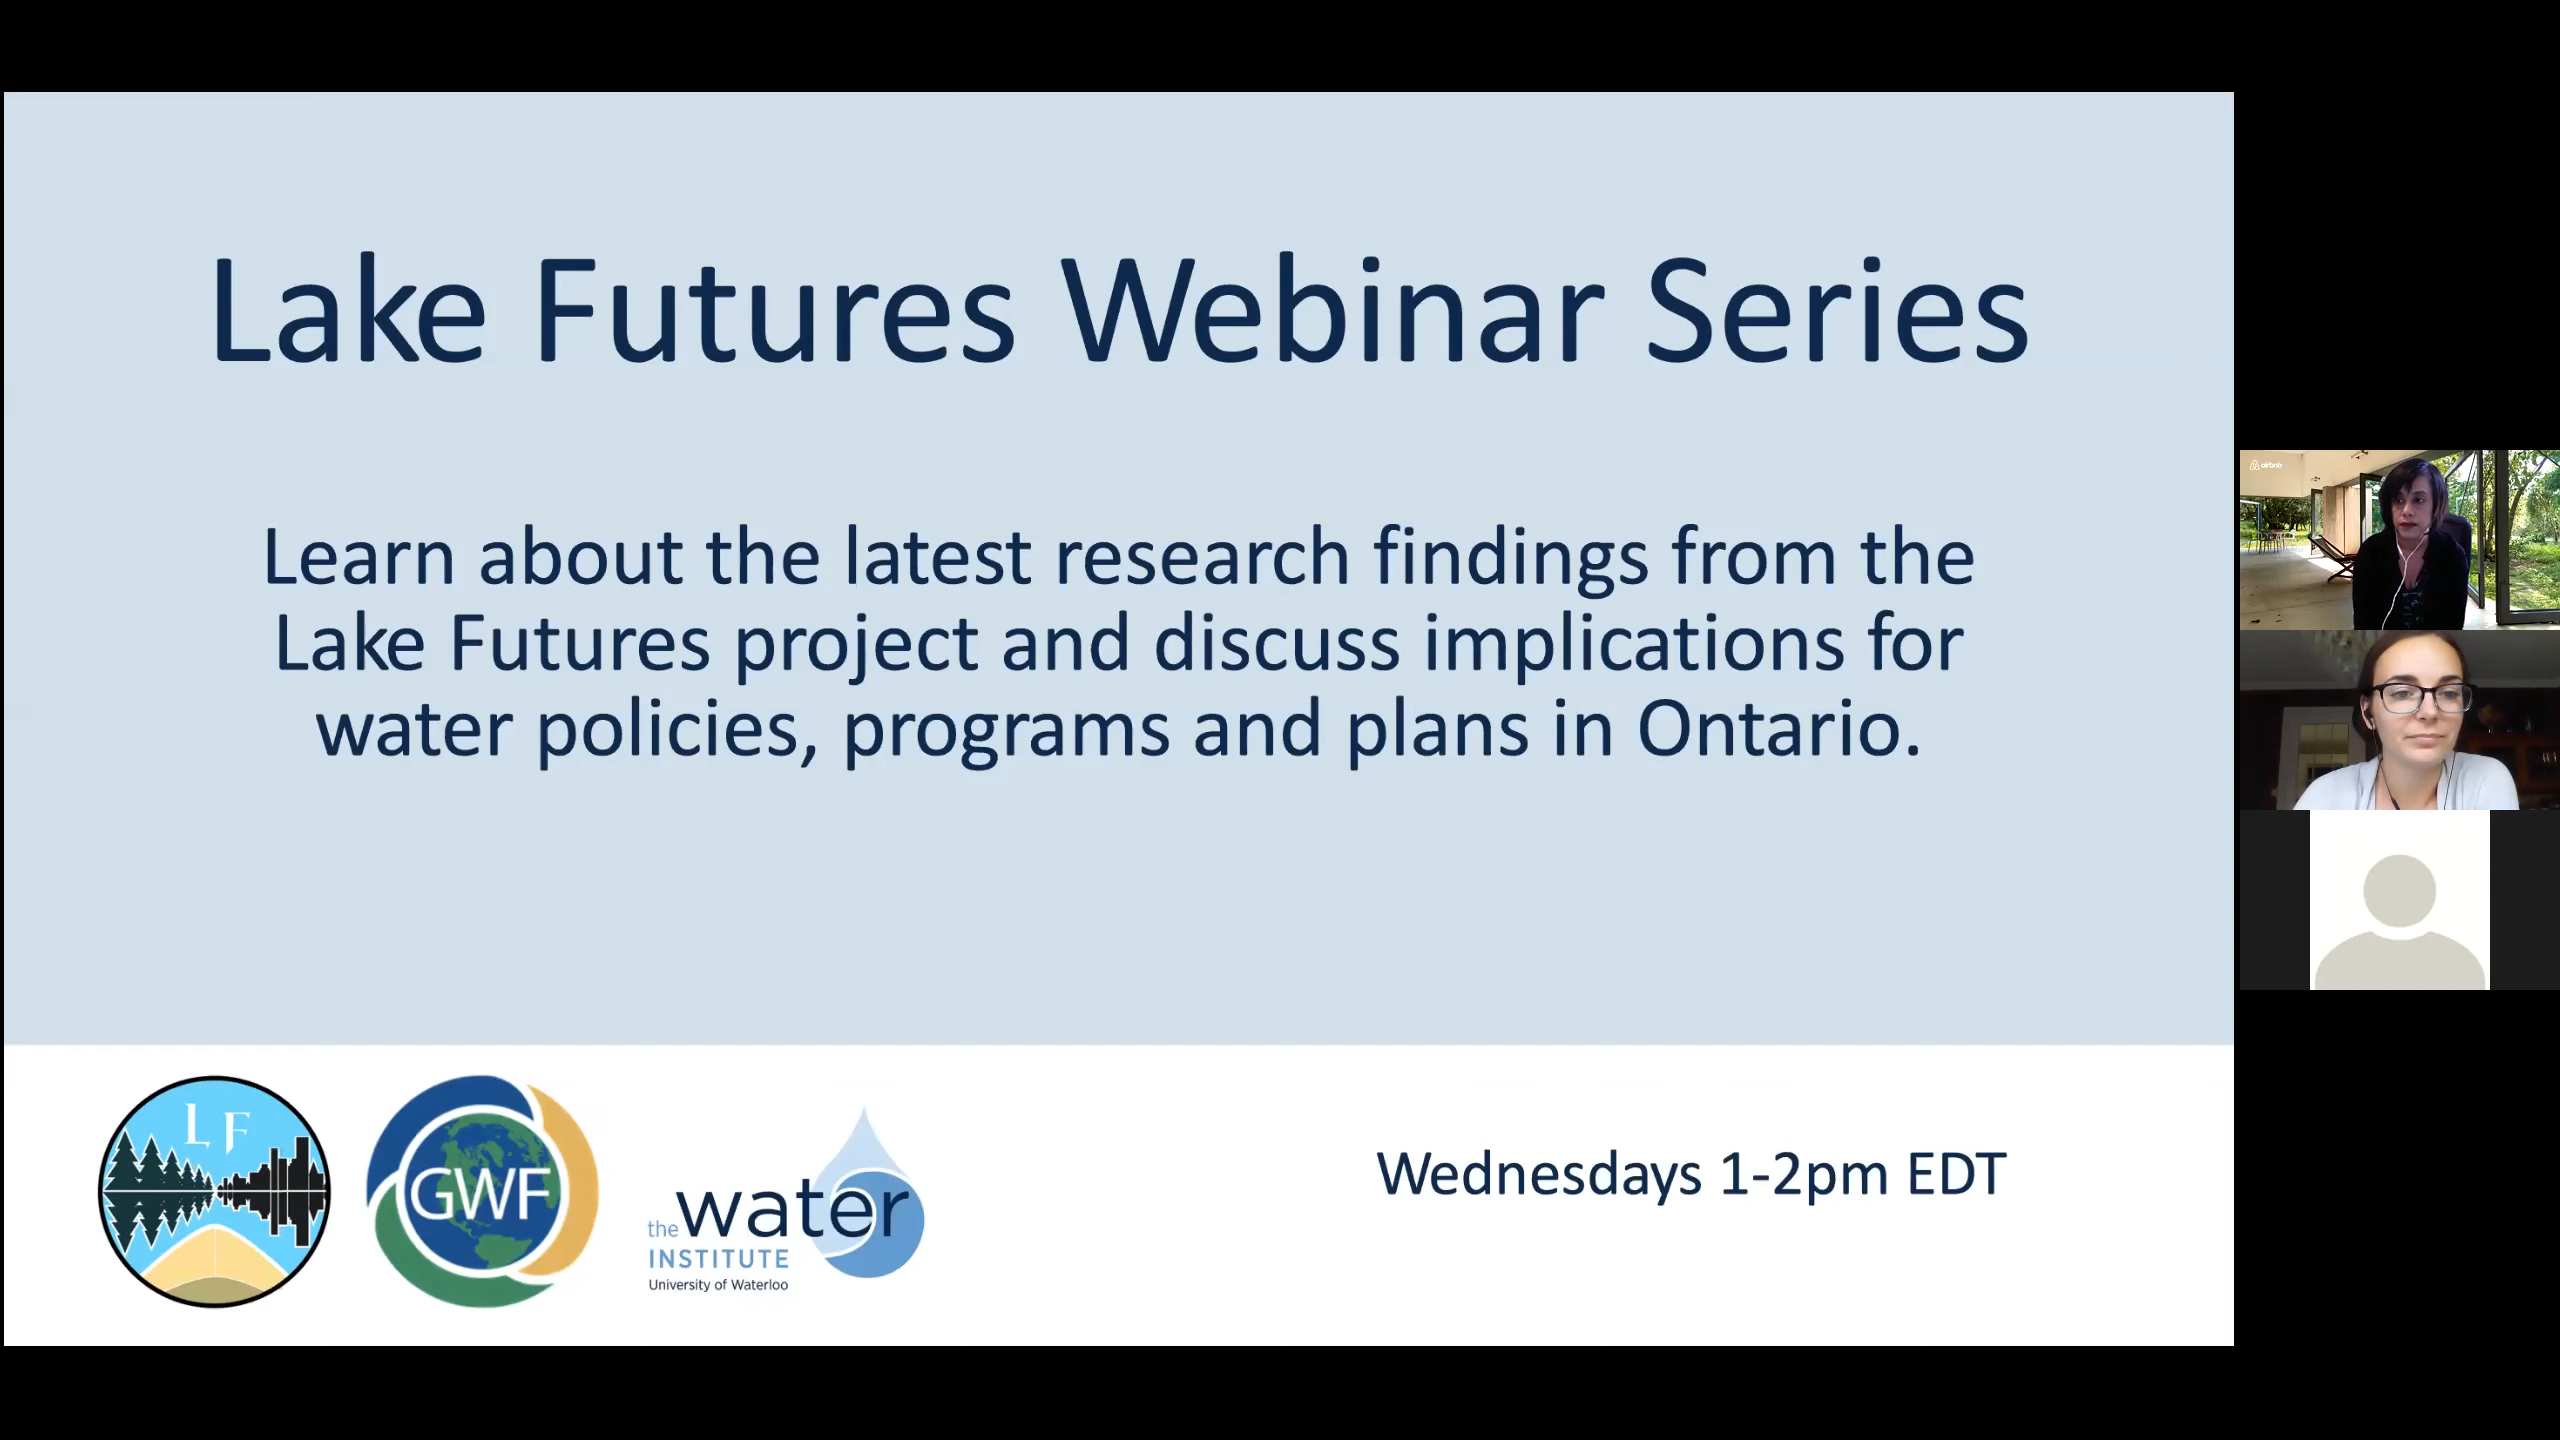 Lake Futures Webinar Series
Learn about the latest research findings from the
Lake Futures project and discuss implications for
water policies, programs and plans in Ontario.
airbnb
L F
GWF
the water
INSTITUTE
University of Waterloo
Wednesdays 1-2pm EDT